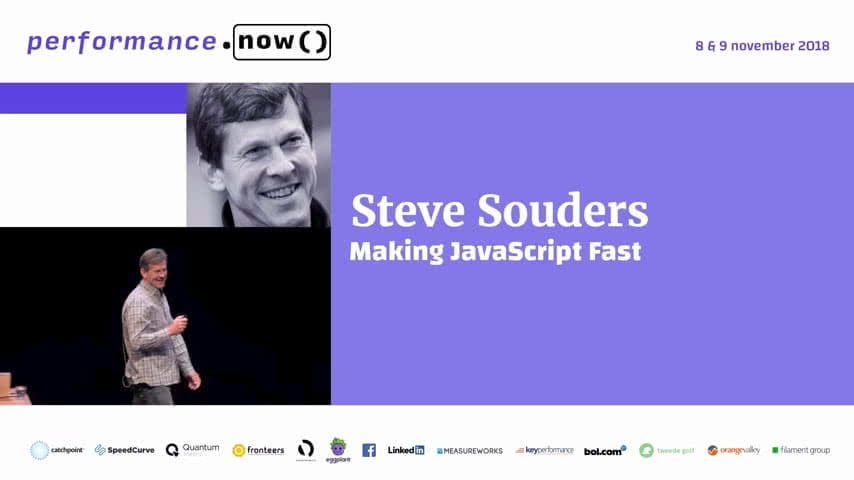 performance.now()
8 & 9 november 2018
Steve Souders
Making JavaScript Fast
catchpoint
SpeedCurve
Quantum
fronteers
eggplant
LinkedIn
MEASUREWORKS
keyperformance
bol.com
tweede golf
orangevalley
filament group